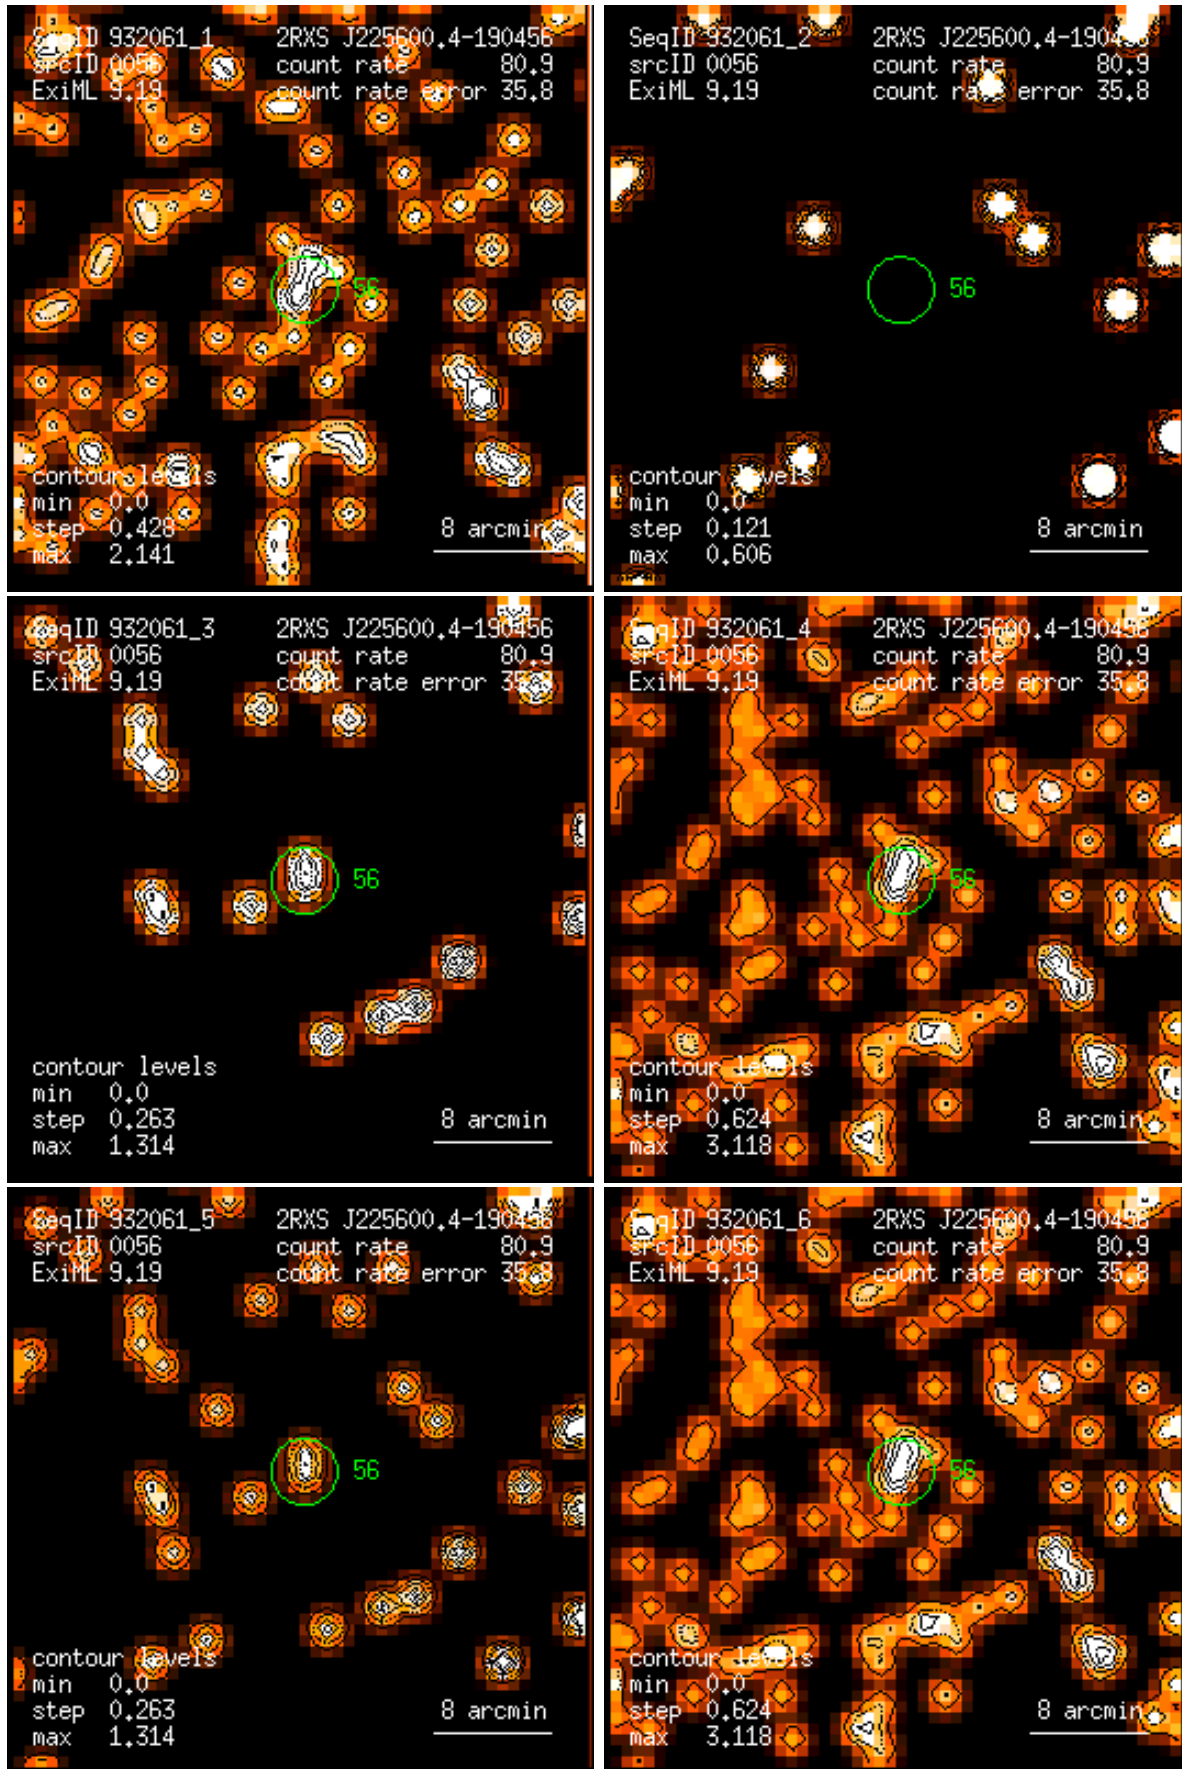 SeqID 932061_1 2RXS J225600.4-190456
srcID 0056 count rate 80.9
ExiML 9.19 count rate error 35.8
56
contour levels
min 0.0
step 0.428 8 arcmin
max 2.141
SeqID 932061_2 2RXS J225600.4-190456
srcID 0056 count rate 80.9
ExiML 9.19 count rate error 35.8
56
contour levels
min 0.0
step 0.121 8 arcmin
max 0.606
SeqID 932061_3 2RXS J225600.4-190456
srcID 0056 count rate 80.9
ExiML 9.19 count rate error 35.8
56
contour levels
min 0.0
step 0.263 8 arcmin
max 1.314
SeqID 932061_4 2RXS J225600.4-190456
srcID 0056 count rate 80.9
ExiML 9.19 count rate error 35.8
56
contour levels
min 0.0
step 0.624 8 arcmin
max 3.118
SeqID 932061_5 2RXS J225600.4-190456
srcID 0056 count rate 80.9
ExiML 9.19 count rate error 35.8
56
contour levels
min 0.0
step 0.263 8 arcmin
max 1.314
SeqID 932061_6 2RXS J225600.4-190456
srcID 0056 count rate 80.9
ExiML 9.19 count rate error 35.8
56
contour levels
min 0.0
step 0.624 8 arcmin
max 3.118